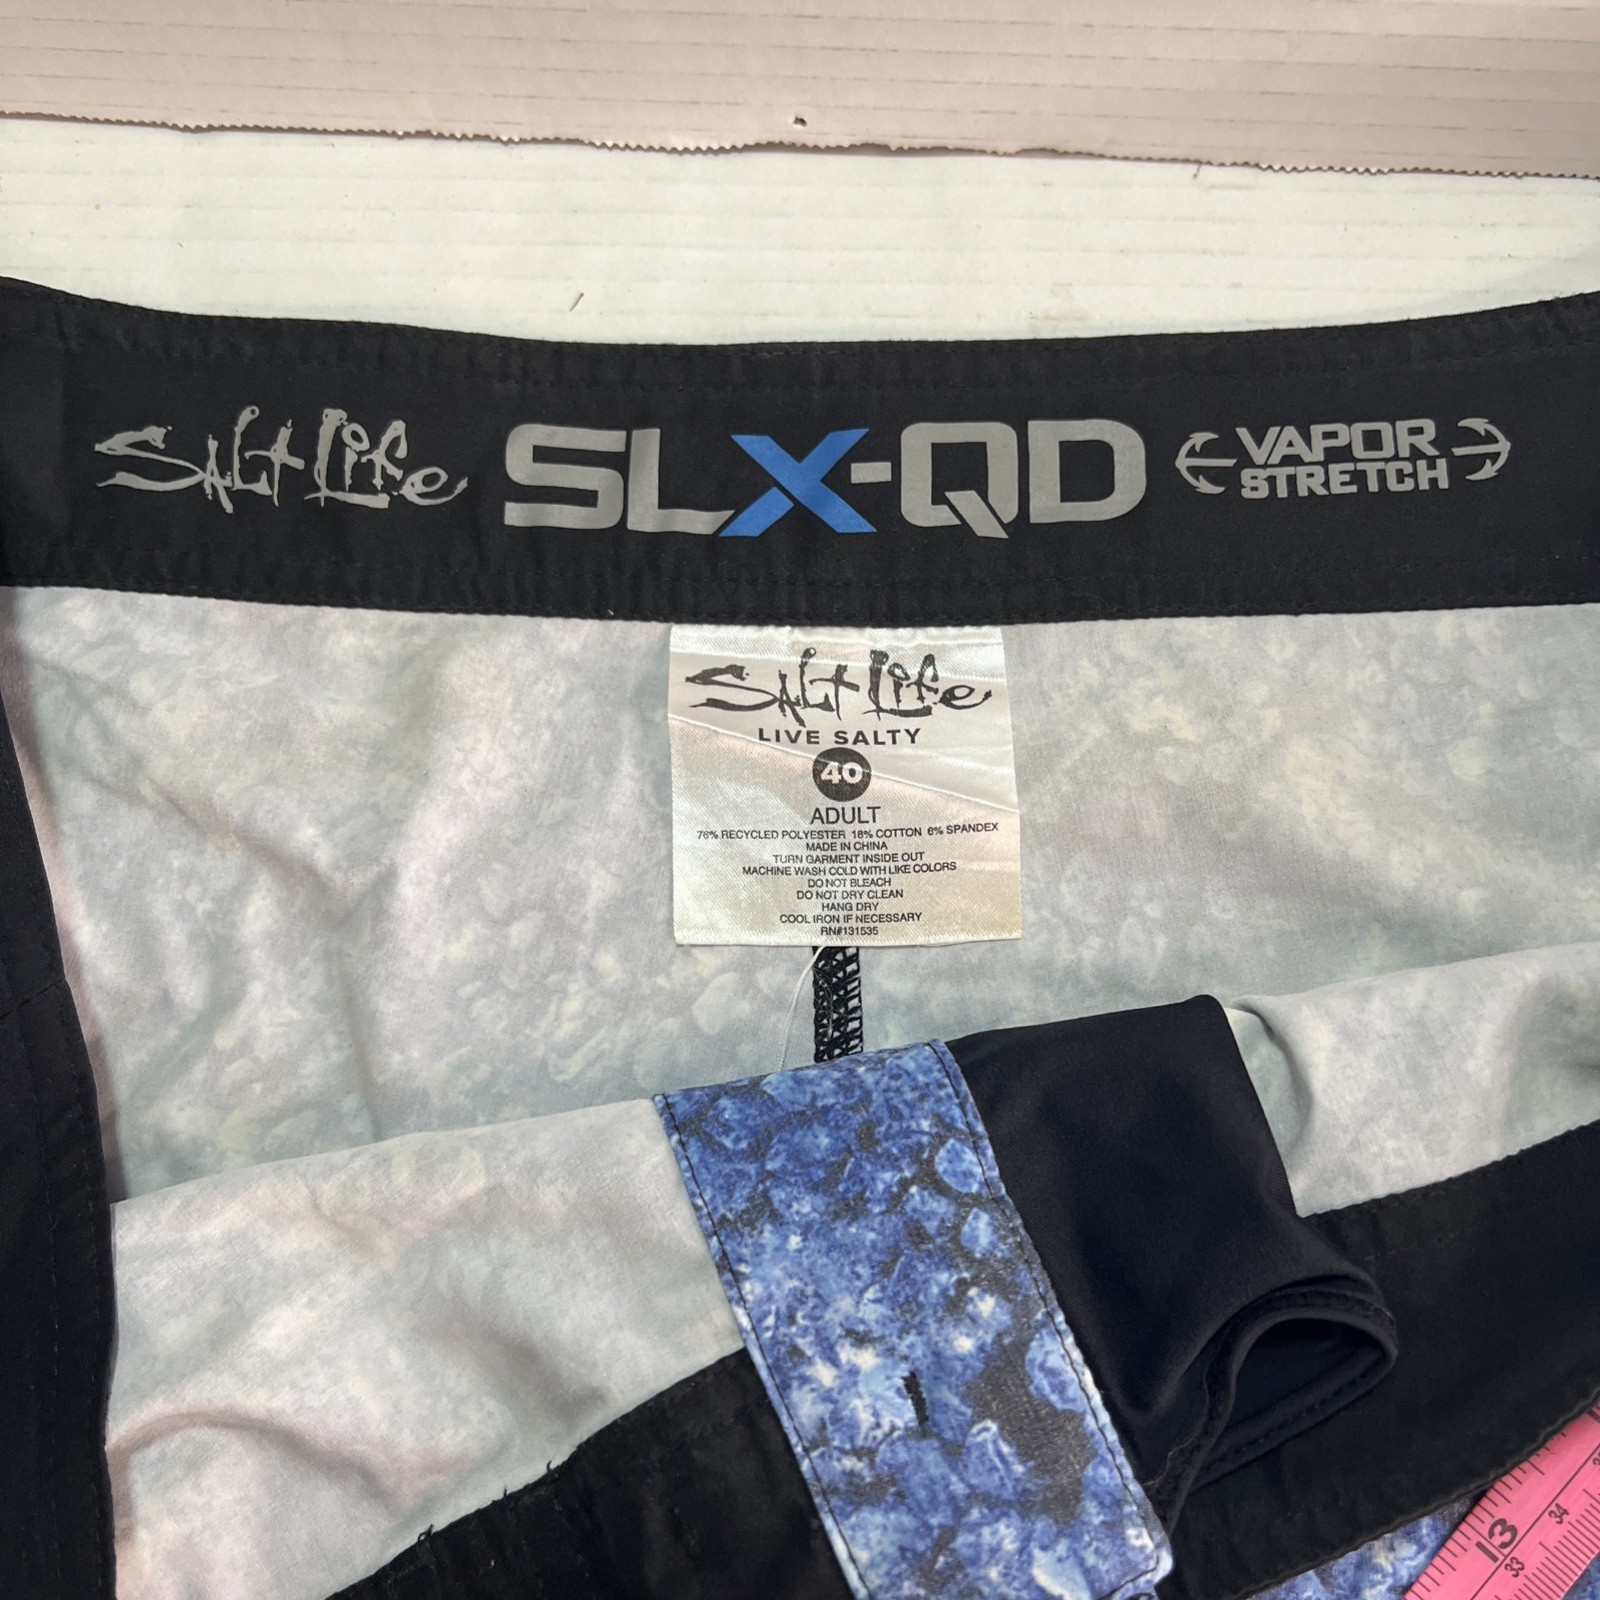 Salt Life SLX-QD VAPOR
STRETCH
Salt Life
LIVE SALTY
40
ADULT
76% RECYCLED POLYESTER 18% COTTON 6% SPANDEX
MADE IN CHINA
TURN GARMENT INSIDE OUT
MACHINE WASH COLD WITH LIKE COLORS
DO NOT BLEACH
DO NOT DRY CLEAN
HANG DRY
COOL IRON IF NECESSARY
RN#131535
13
34
33